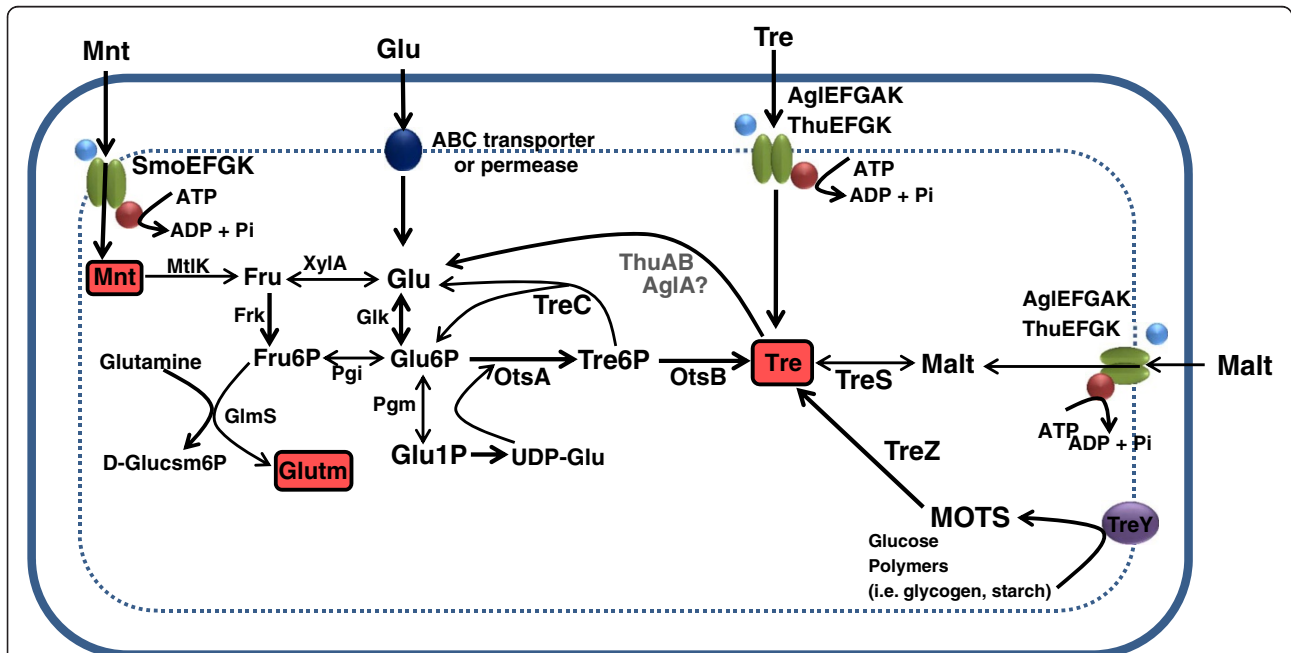 Mnt
Glu
Tre
AglEFGAK
ThuEFGK
ABC transporter
or permease
SmoEFGK
ATP
ADP + Pi
ATP
ADP + Pi
Mnt
MtlK
Fru
XylA
Glu
ThuAB
AglA?
Frk
Glk
TreC
AglEFGAK
ThuEFGK
Glutamine
Fru6P
Pgi
Glu6P
OtsA
Tre6P
OtsB
Tre
TreS
Malt
Malt
GlmS
Pgm
ATP
ADP + Pi
D-Glucsm6P
Glutm
Glu1P
UDP-Glu
TreZ
MOTS
TreY
Glucose
Polymers
(i.e. glycogen, starch)